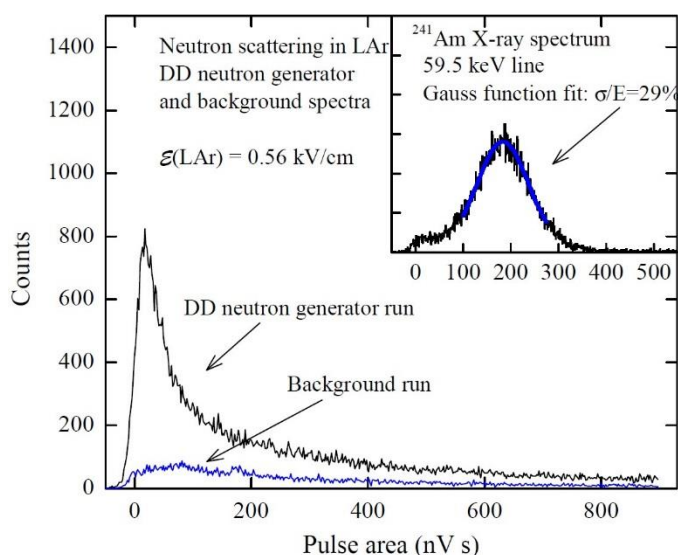 1400
1200
1000
800
600
400
200
0
Counts
Neutron scattering in LAr
DD neutron generator
and background spectra
ℰ(LAr) = 0.56 kV/cm
241Am X-ray spectrum
59.5 keV line
Gauss function fit: σ/E=29%
0 100 200 300 400 500
DD neutron generator run
Background run
0 200 400 600 800
Pulse area (nV s)